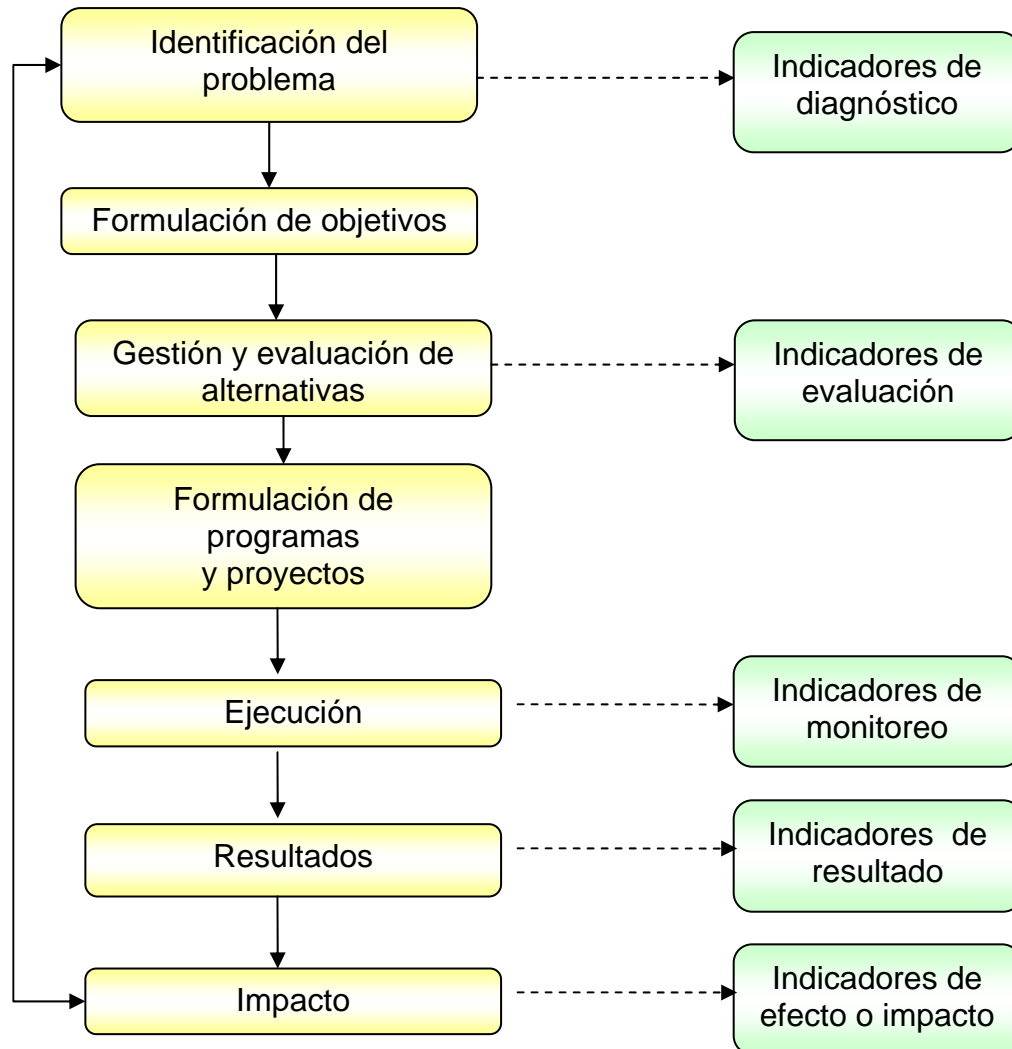 Identificación del
problema
Indicadores de
diagnóstico
Formulación de objetivos
Gestión y evaluación de
alternativas
Indicadores de
evaluación
Formulación de
programas
y proyectos
Ejecución
Indicadores de
monitoreo
Resultados
Indicadores de
resultado
Impacto
Indicadores de
efecto o impacto